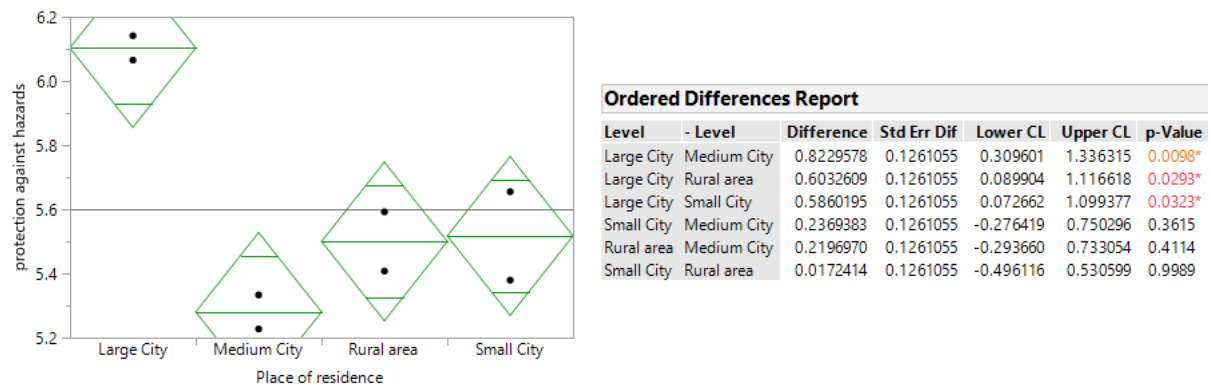 6.2
6.0
5.8
5.6
5.4
5.2
protection against hazards
Large City Medium City Rural area Small City
Place of residence
Ordered Differences Report
Level - Level Difference Std Err Dif Lower CL Upper CL p-Value
Large City Medium City 0.8229578 0.1261055 0.309601 1.336315 0.0098*
Large City Rural area 0.6032609 0.1261055 0.089904 1.116618 0.0293*
Large City Small City 0.5860195 0.1261055 0.072662 1.099377 0.0323*
Small City Medium City 0.2369383 0.1261055 -0.276419 0.750296 0.3615
Rural area Medium City 0.2196970 0.1261055 -0.293660 0.733054 0.4114
Small City Rural area 0.0172414 0.1261055 -0.496116 0.530599 0.9989